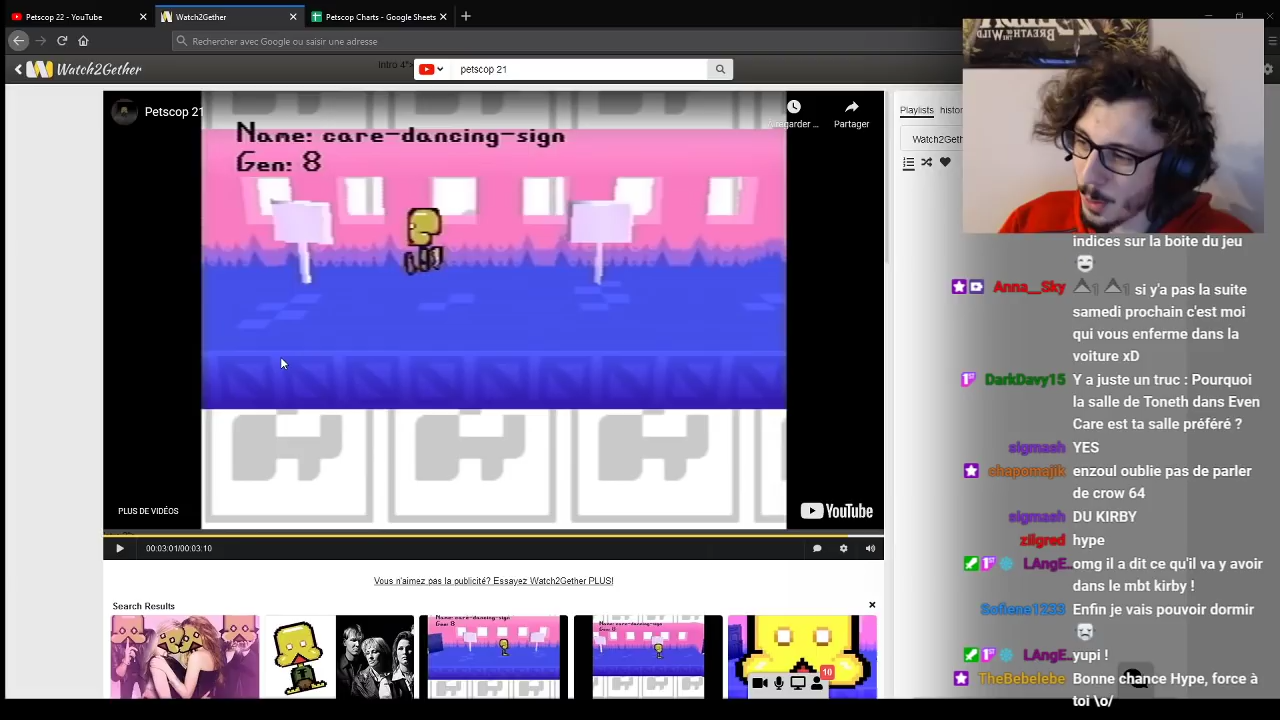 Petscop 22 - YouTube
Watch2Gether
Petscop Charts - Google Sheets
Rechercher avec Google ou saisir une adresse
Watch2Gether
petscop 21
Petscop 21
Partager
Playlists
Name: care-dancing-sign
Gen: 8
PLUS DE VIDÉOS
YouTube
00:03:01/00:03:10
Vous n'aimez pas la publicité? Essayez Watch2Gether PLUS!
Search Results
10
BREATH OF THE WILD
indices sur la boite du jeu
Anna__Sky si y'a pas la suite
samedi prochain c'est moi
qui vous enferme dans la
voiture xD
DarkDavy15 Y a juste un truc : Pourquoi
la salle de Toneth dans Even
Care est ta salle préféré ?
sigmash YES
chapomajik enzoul oublie pas de parler
de crow 64
sigmash DU KIRBY
zilgred hype
LAngE.. omg il a dit ce qu'il va y avoir
dans le mbt kirby !
Sofiene1233 Enfin je vais pouvoir dormir
LAngE.. yupi !
TheBebelebe Bonne chance Hype, force à
toi \o/